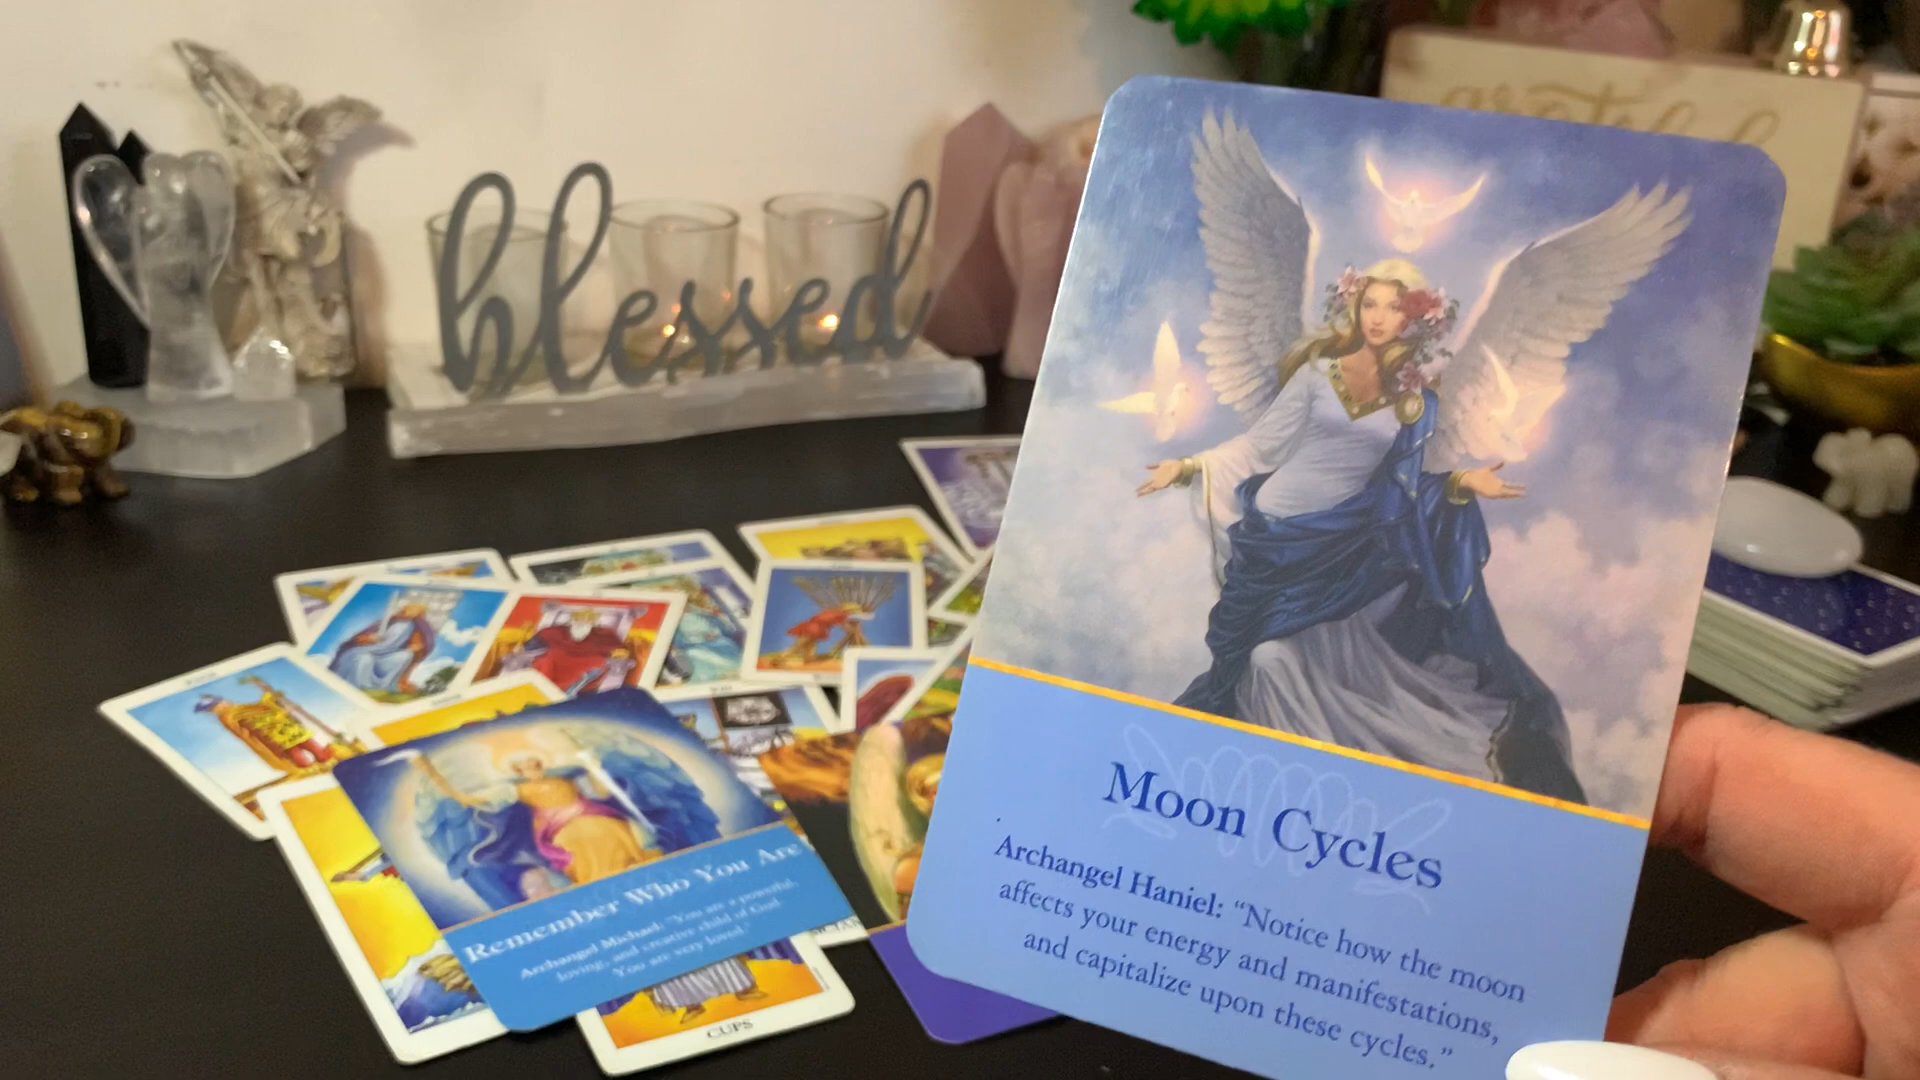 grateful
blessed
Moon Cycles
Archangel Haniel: “Notice how the moon
affects your energy and manifestations,
and capitalize upon these cycles.”
Remember Who You Are
Archangel Michael: “You are a powerful,
loving, and creative child of God.
You are very loved.”
CUPS